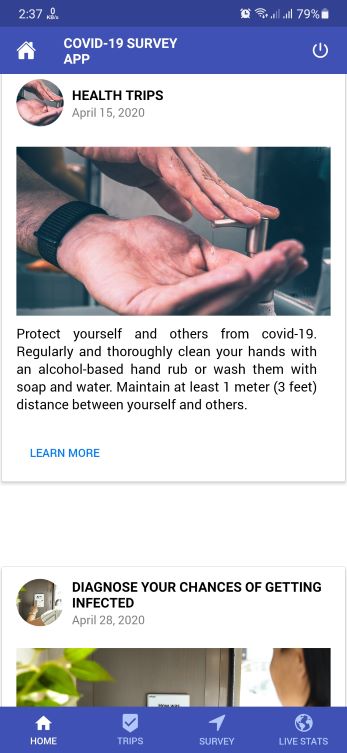 2:37
79%
COVID-19 SURVEY
APP
HEALTH TRIPS
April 15, 2020
Protect yourself and others from covid-19.
Regularly and thoroughly clean your hands with
an alcohol-based hand rub or wash them with
soap and water. Maintain at least 1 meter (3 feet)
distance between yourself and others.
LEARN MORE
DIAGNOSE YOUR CHANCES OF GETTING
INFECTED
April 28, 2020
HOME
TRIPS
SURVEY
LIVE STATS